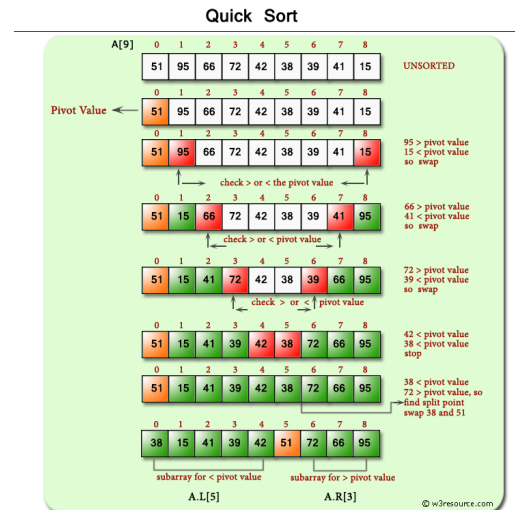 Quick Sort
A[9]
0 1 2 3 4 5 6 7 8
51 95 66 72 42 38 39 41 15
UNSORTED
0 1 2 3 4 5 6 7 8
Pivot Value
51 95 66 72 42 38 39 41 15
0 1 2 3 4 5 6 7 8
51 95 66 72 42 38 39 41 15
95 > pivot value
15 < pivot value
so swap
check > or < the pivot value
0 1 2 3 4 5 6 7 8
51 15 66 72 42 38 39 41 95
66 > pivot value
41 < pivot value
so swap
check > or < pivot value
0 1 2 3 4 5 6 7 8
51 15 41 72 42 38 39 66 95
72 > pivot value
39 < pivot value
so swap
check > or < pivot value
0 1 2 3 4 5 6 7 8
51 15 41 39 42 38 72 66 95
42 < pivot value
38 < pivot value
stop
0 1 2 3 4 5 6 7 8
51 15 41 39 42 38 72 66 95
38 < pivot value
72 > pivot value, so
find split point
swap 38 and 51
0 1 2 3 4 5 6 7 8
38 15 41 39 42 51 72 66 95
subarray for < pivot value
subarray for > pivot value
A.L[5]
A.R[3]
© w3resource.com